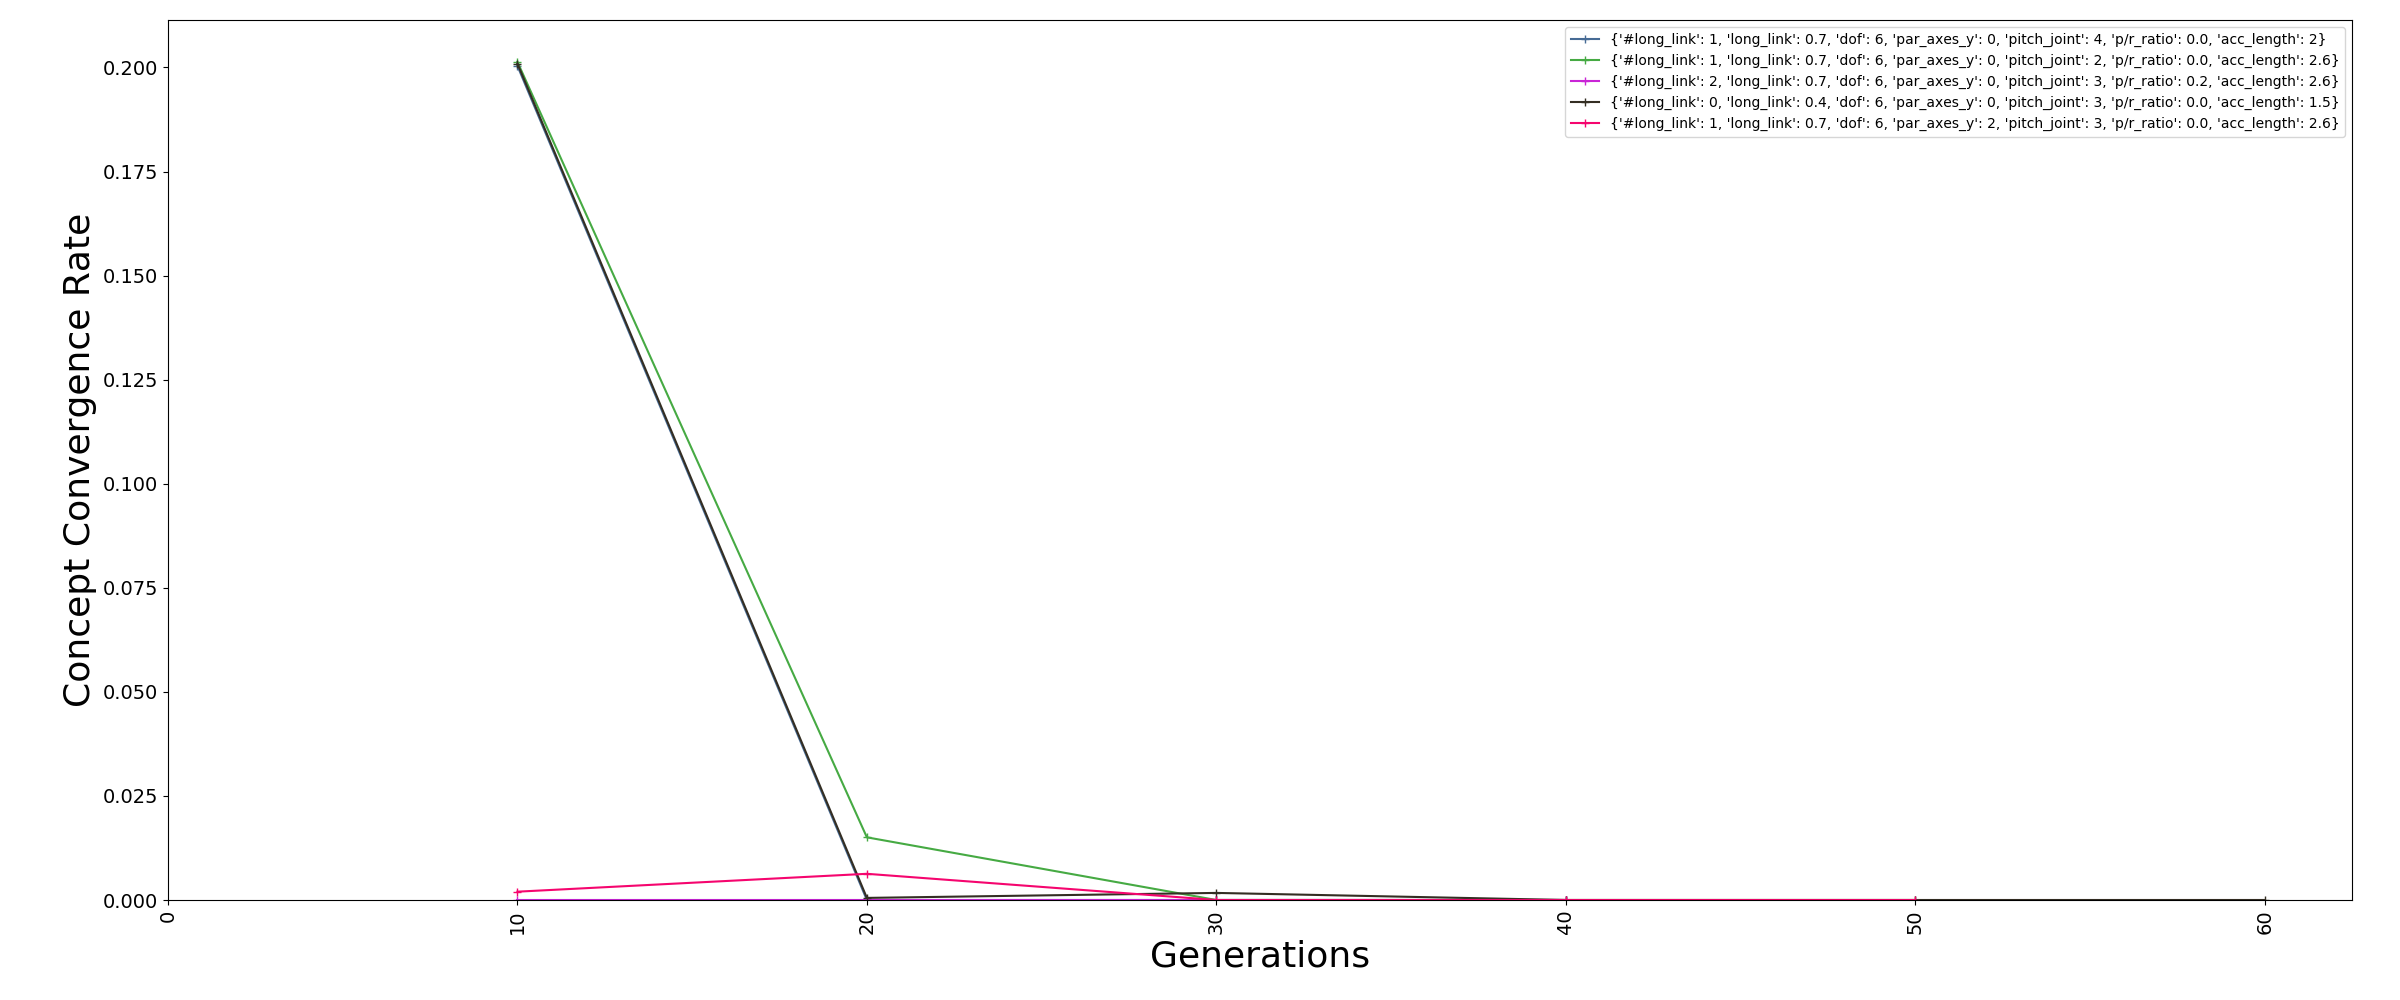 {'#long_link': 1, 'long_link': 0.7, 'dof': 6, 'par_axes_y': 0, 'pitch_joint': 4, 'p/r_ratio': 0.0, 'acc_length': 2}
{'#long_link': 1, 'long_link': 0.7, 'dof': 6, 'par_axes_y': 0, 'pitch_joint': 2, 'p/r_ratio': 0.0, 'acc_length': 2.6}
{'#long_link': 2, 'long_link': 0.7, 'dof': 6, 'par_axes_y': 0, 'pitch_joint': 3, 'p/r_ratio': 0.2, 'acc_length': 2.6}
{'#long_link': 0, 'long_link': 0.4, 'dof': 6, 'par_axes_y': 0, 'pitch_joint': 3, 'p/r_ratio': 0.0, 'acc_length': 1.5}
{'#long_link': 1, 'long_link': 0.7, 'dof': 6, 'par_axes_y': 2, 'pitch_joint': 3, 'p/r_ratio': 0.0, 'acc_length': 2.6}
Concept Convergence Rate
0.200
0.175
0.150
0.125
0.100
0.075
0.050
0.025
0.000
0
10
20
30
40
50
60
Generations